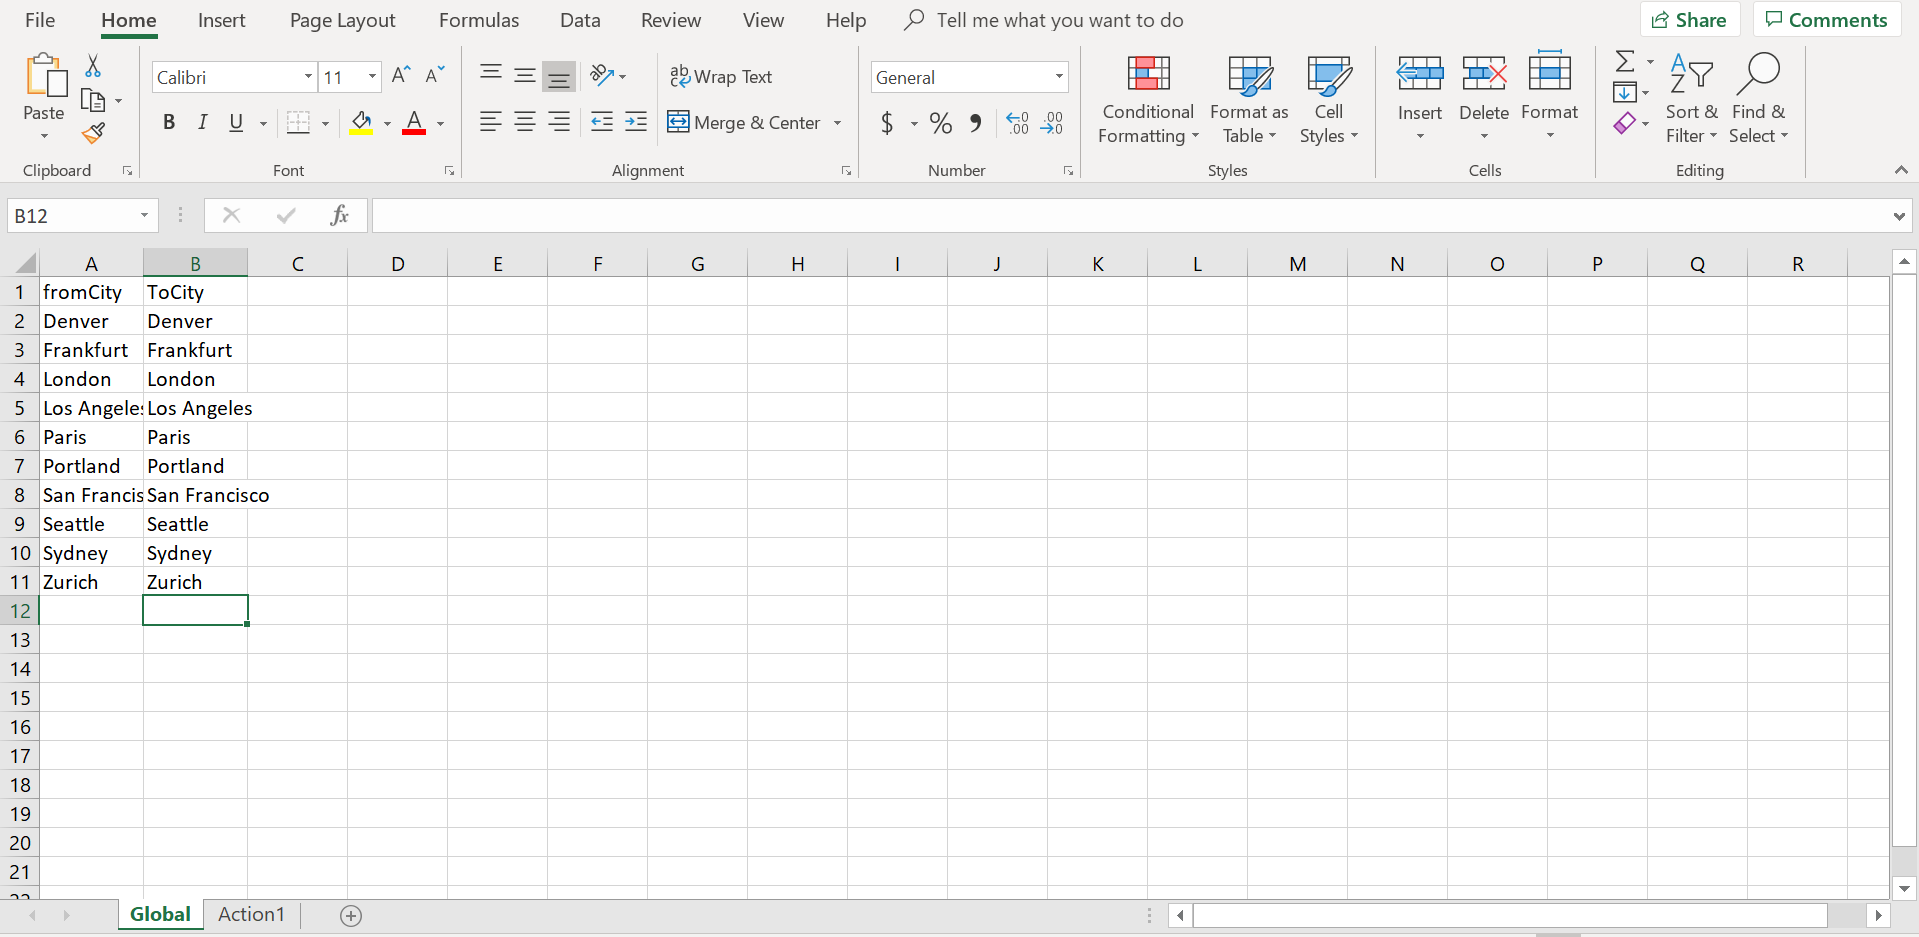 File Home Insert Page Layout Formulas Data Review View Help Tell me what you want to do Share Comments
Calibri 11 ab Wrap Text General
Paste B I U A Merge & Center $ % , .00 .00 Conditional Formatting Format as Table Cell Styles Insert Delete Format Sort & Filter Find & Select
Clipboard Font Alignment Number Styles Cells Editing
B12 fx
A B C D E F G H I J K L M N O P Q R
1 fromCity ToCity
2 Denver Denver
3 Frankfurt Frankfurt
4 London London
5 Los Angeles Los Angeles
6 Paris Paris
7 Portland Portland
8 San Francis San Francisco
9 Seattle Seattle
10 Sydney Sydney
11 Zurich Zurich
12
13
14
15
16
17
18
19
20
21
Global Action1